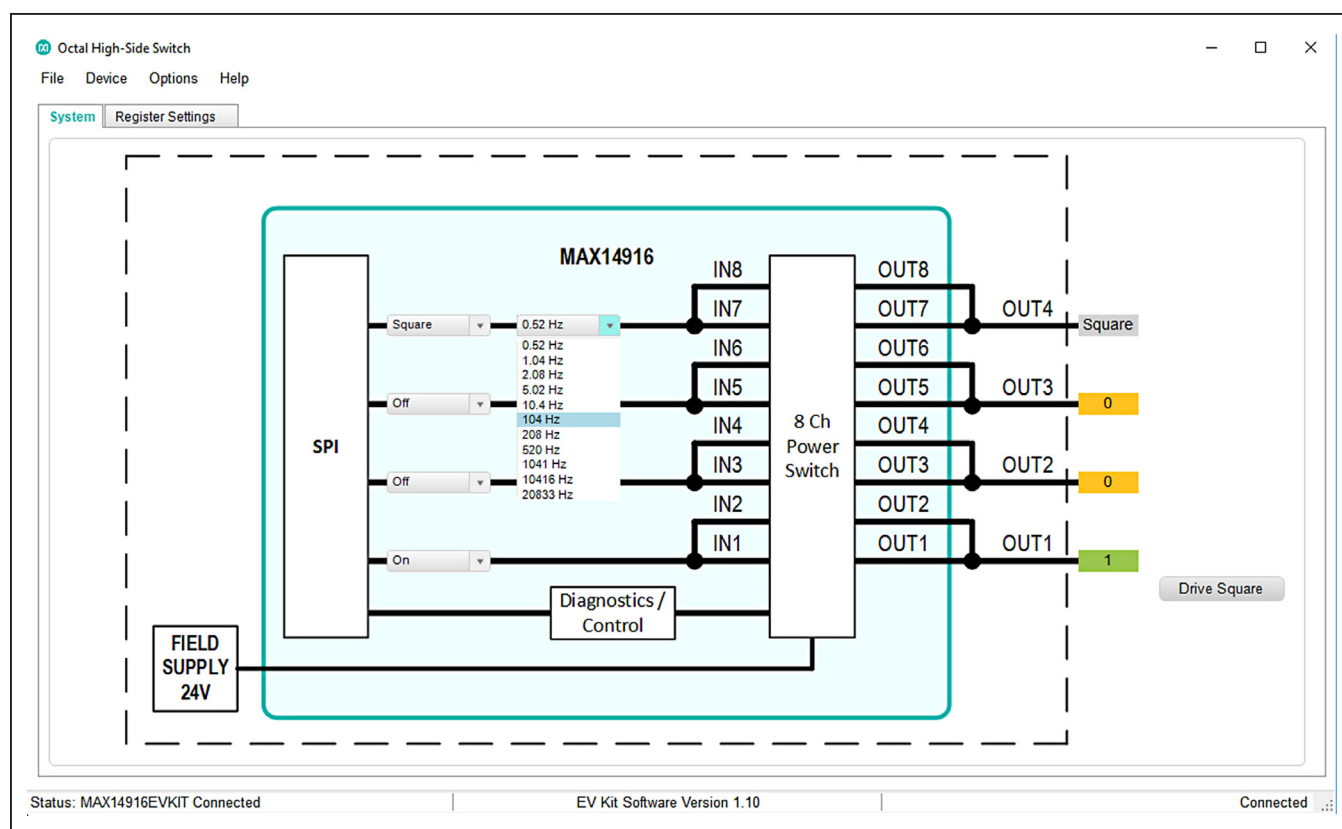 Octal High-Side Switch
File Device Options Help
System Register Settings
MAX14916
IN8 OUT8
IN7 OUT7 OUT4
Square 0.52 Hz Square
0.52 Hz
1.04 Hz
2.08 Hz
5.02 Hz
10.4 Hz
104 Hz
208 Hz
520 Hz
1041 Hz
10416 Hz
20833 Hz
IN6 OUT6
IN5 OUT5 OUT3
Off 0
IN4 OUT4
SPI
8 Ch
Power
Switch
IN3 OUT3 OUT2
Off 0
IN2 OUT2
IN1 OUT1 OUT1
On 1
Drive Square
Diagnostics /
Control
FIELD
SUPPLY
24V
Status: MAX14916EVKIT Connected EV Kit Software Version 1.10 Connected